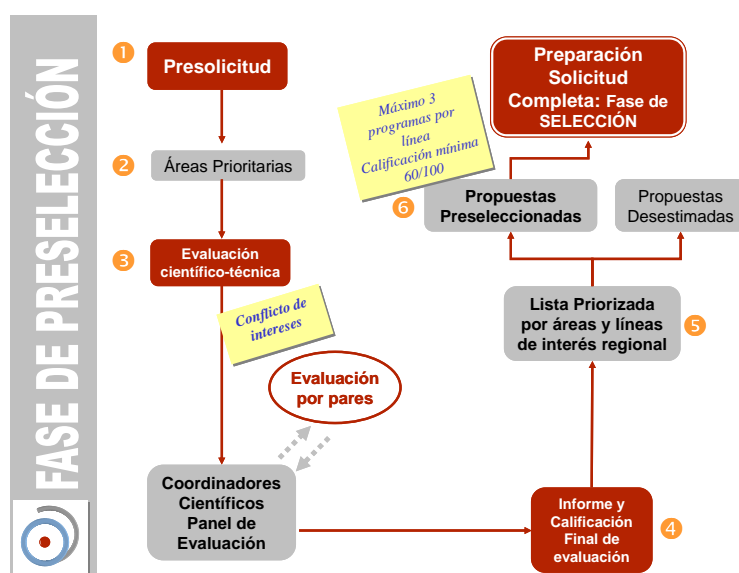 FASE DE PRESELECCIÓN
1
Presolicitud
2
Áreas Prioritarias
3
Evaluación
científico-técnica
Conflicto de
intereses
Evaluación
por pares
Coordinadores
Científicos
Panel de
Evaluación
Informe y
Calificación
Final de
evaluación
4
Lista Priorizada
por áreas y líneas
de interés regional
5
Máximo 3
programas por
línea
Calificación mínima
60/100
6
Propuestas
Preseleccionadas
Propuestas
Desestimadas
Preparación
Solicitud
Completa: Fase de
SELECCIÓN